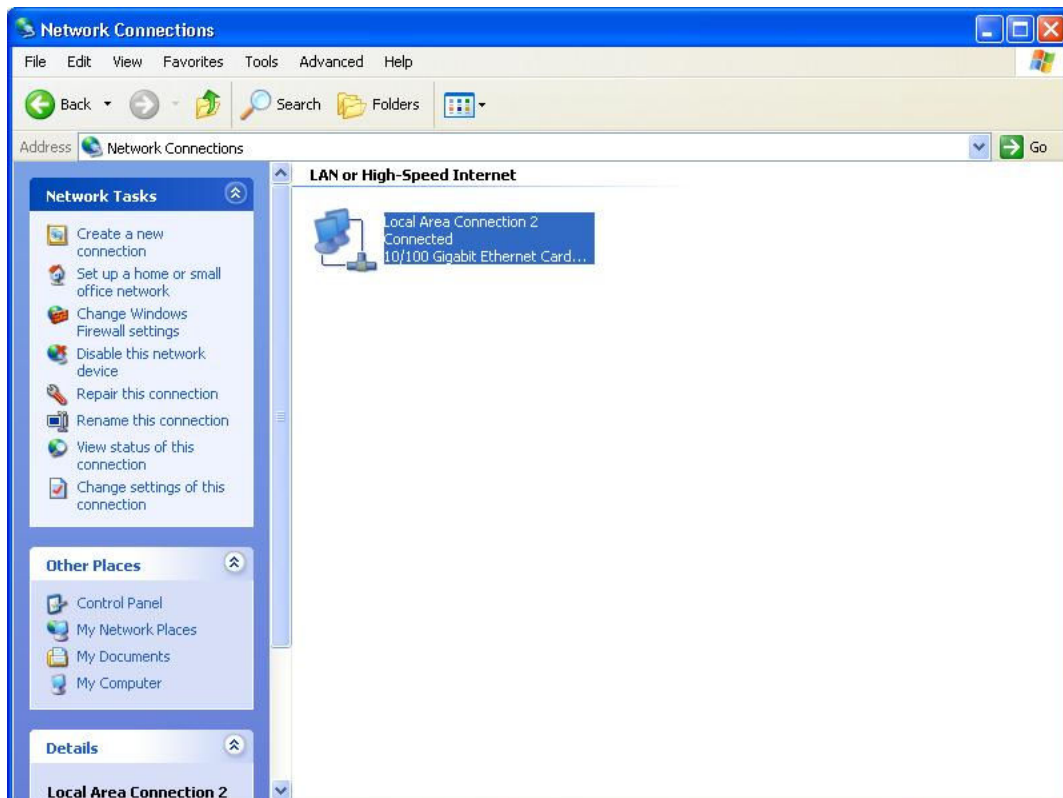 Network Connections
File Edit View Favorites Tools Advanced Help
Back Search Folders
Address Network Connections Go
Network Tasks
Create a new
connection
Set up a home or small
office network
Change Windows
Firewall settings
Disable this network
device
Repair this connection
Rename this connection
View status of this
connection
Change settings of this
connection
Other Places
Control Panel
My Network Places
My Documents
My Computer
Details
Local Area Connection 2
LAN or High-Speed Internet
Local Area Connection 2
Connected
10/100 Gigabit Ethernet Card...